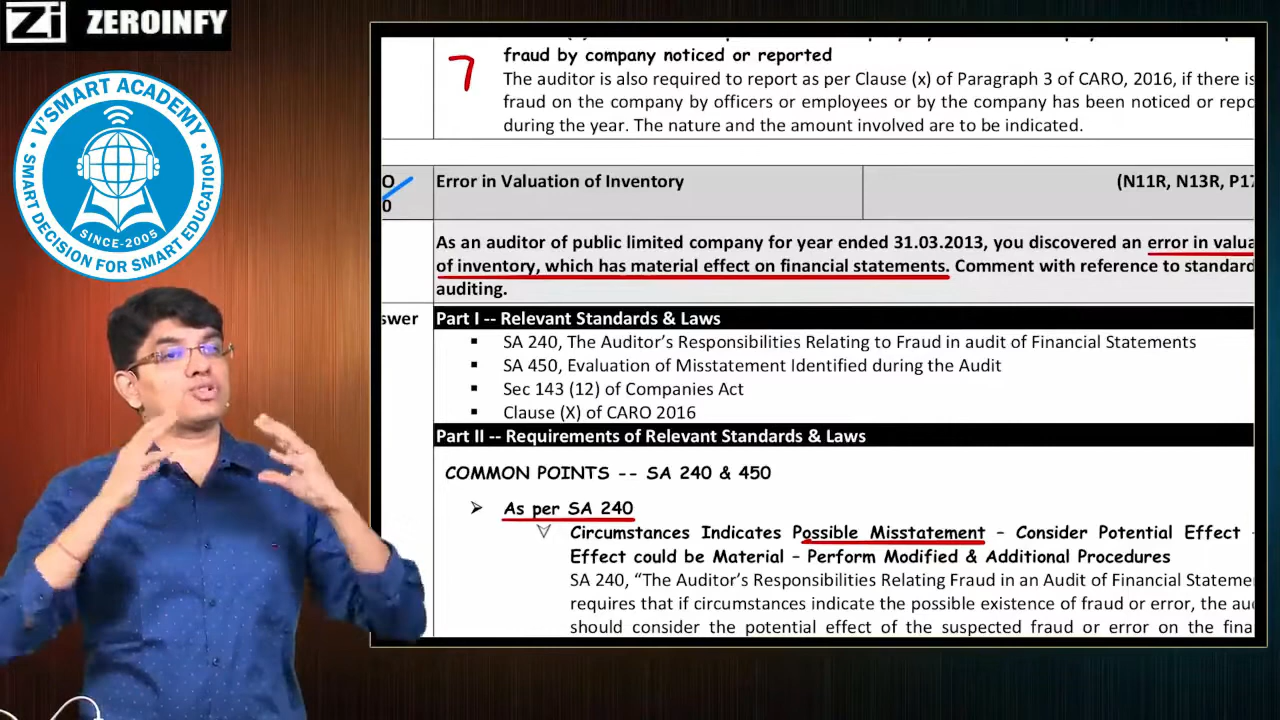 Zi ZEROINFY
V'SMART ACADEMY
SINCE-2005
SMART DECISION FOR SMART EDUCATION
7
fraud by company noticed or reported
The auditor is also required to report as per Clause (x) of Paragraph 3 of CARO, 2016, if there is
fraud on the company by officers or employees or by the company has been noticed or repo
during the year. The nature and the amount involved are to be indicated.
O
0
Error in Valuation of Inventory
(N11R, N13R, P17
As an auditor of public limited company for year ended 31.03.2013, you discovered an error in valua
of inventory, which has material effect on financial statements. Comment with reference to standard
auditing.
swer
Part I -- Relevant Standards & Laws
▪ SA 240, The Auditor's Responsibilities Relating to Fraud in audit of Financial Statements
▪ SA 450, Evaluation of Misstatement Identified during the Audit
▪ Sec 143 (12) of Companies Act
▪ Clause (X) of CARO 2016
Part II -- Requirements of Relevant Standards & Laws
COMMON POINTS -- SA 240 & 450
➢ As per SA 240
Circumstances Indicates Possible Misstatement – Consider Potential Effect -
Effect could be Material – Perform Modified & Additional Procedures
SA 240, “The Auditor's Responsibilities Relating Fraud in an Audit of Financial Stateme
requires that if circumstances indicate the possible existence of fraud or error, the au
should consider the potential effect of the suspected fraud or error on the fina